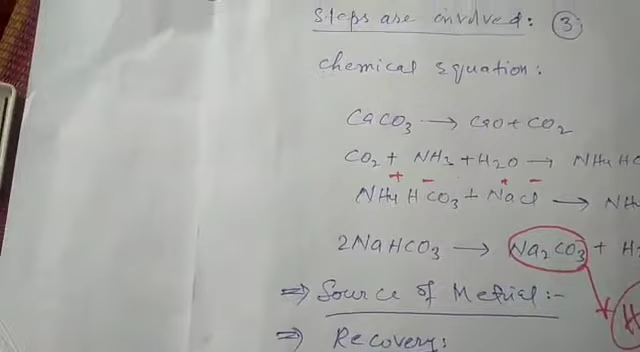 Steps are involved: 3
Chemical Equation:
CaCO3 → CaO + CO2
CO2 + NH3 + H2O → NH4HC
+ - + -
NH4HCO3 + NaCl → NH
2NaHCO3 → Na2CO3 + H
⇒ Source of Metrial:-
⇒ Recovery: